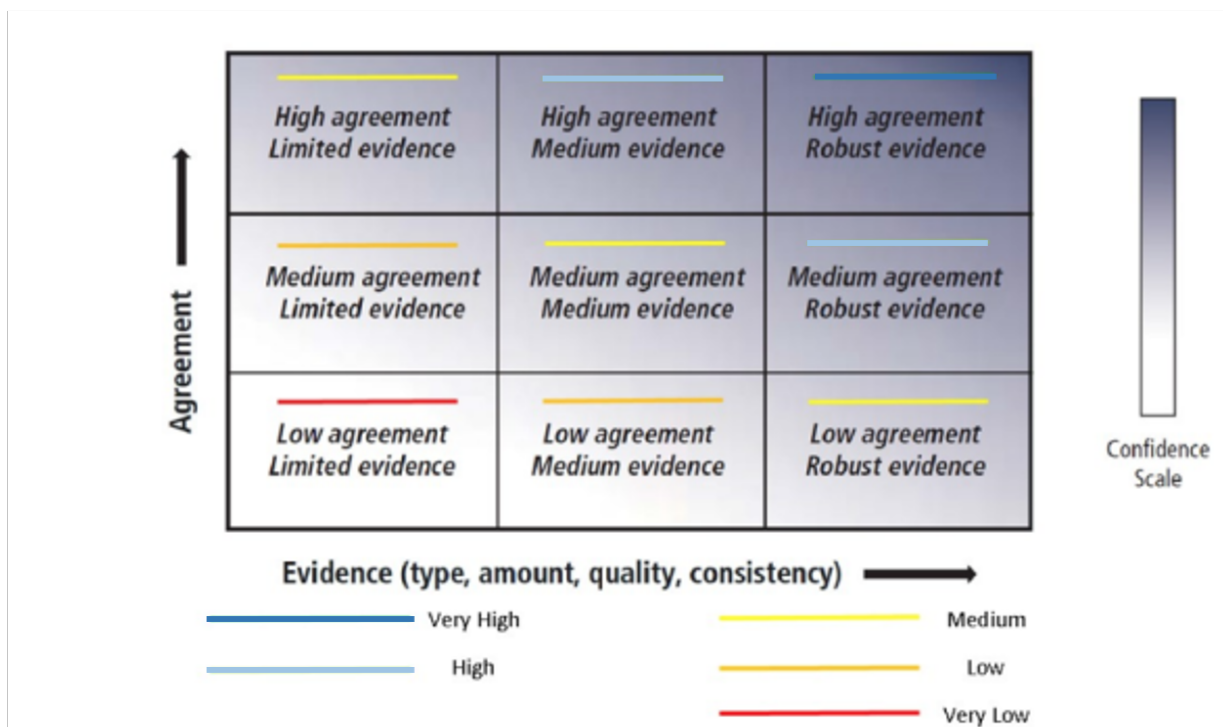 High agreement
Limited evidence
High agreement
Medium evidence
High agreement
Robust evidence
Medium agreement
Limited evidence
Medium agreement
Medium evidence
Medium agreement
Robust evidence
Low agreement
Limited evidence
Low agreement
Medium evidence
Low agreement
Robust evidence
Agreement
Evidence (type, amount, quality, consistency)
Confidence
Scale
Very High
High
Medium
Low
Very Low